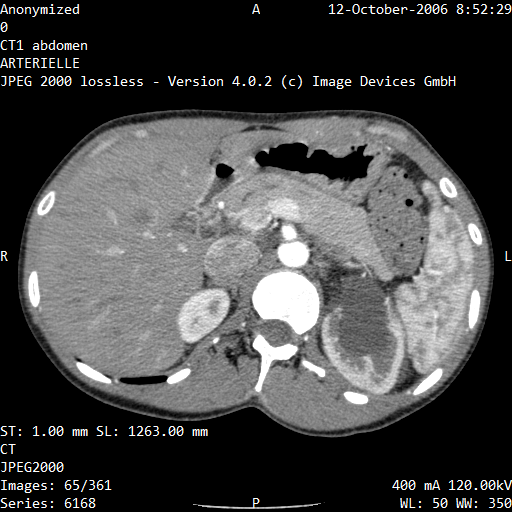 Anonymized A 12-October-2006 8:52:29
0
CT1 abdomen
ARTERIELLE
JPEG 2000 lossless - Version 4.0.2 (c) Image Devices GmbH
R L
ST: 1.00 mm SL: 1263.00 mm
CT
JPEG2000
Images: 65/361 400 mA 120.00kV
Series: 6168 P WL: 50 WW: 350